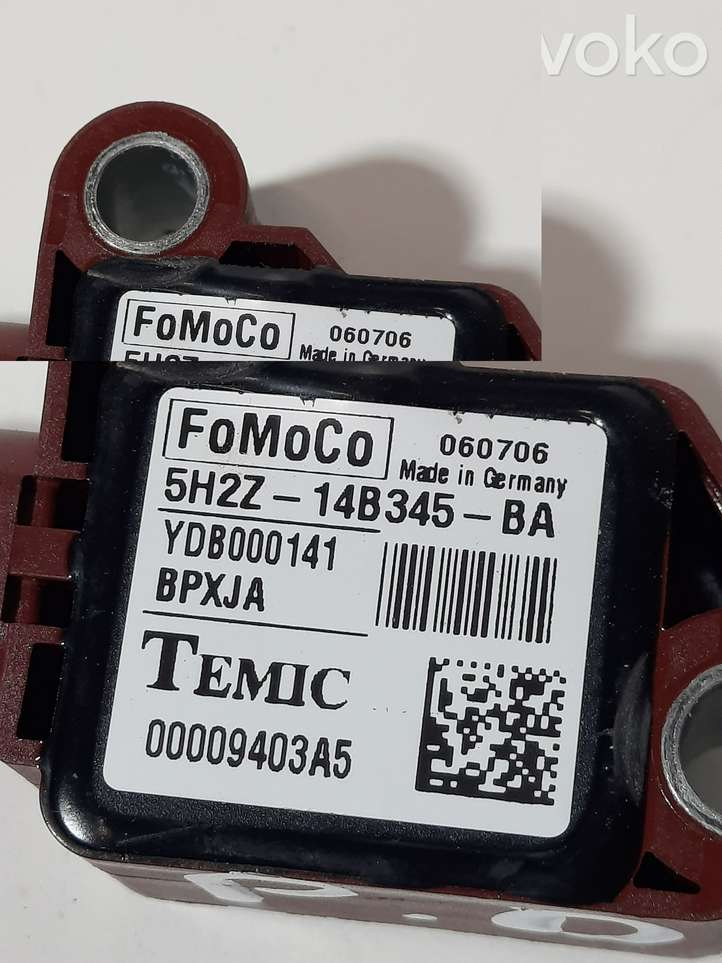 voko
FoMoCo 060706
Made in Germany
FoMoCo 060706
Made in Germany
5H2Z-14B345-BA
YDB000141
BPXJA
TEMIC
00009403A5